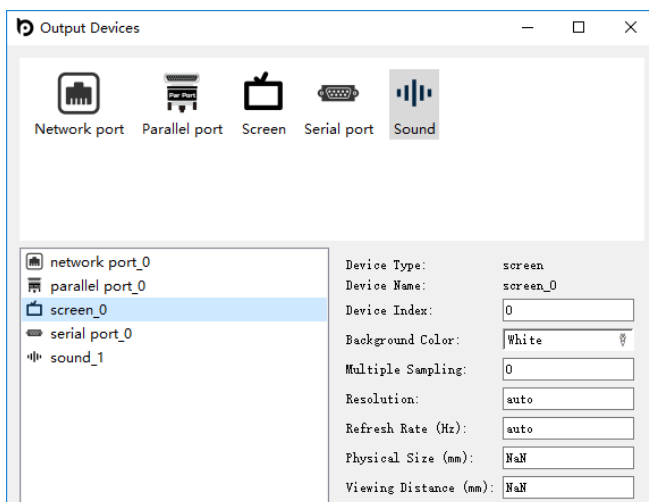 Output Devices
Par Port
Network port Parallel port Screen Serial port Sound
network port_0
parallel port_0
screen_0
serial port_0
sound_1
Device Type: screen
Device Name: screen_0
Device Index: 0
Background Color: White
Multiple Sampling: 0
Resolution: auto
Refresh Rate (Hz): auto
Physical Size (mm): NaN
Viewing Distance (mm): NaN